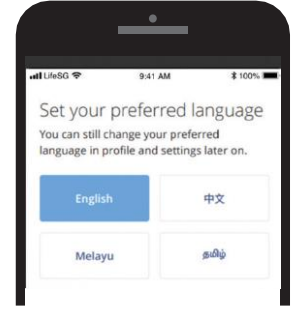 LifeSG 9:41 AM 100%
Set your preferred language
You can still change your preferred
language in profile and settings later on.
English 中文
Melayu தமிழ்